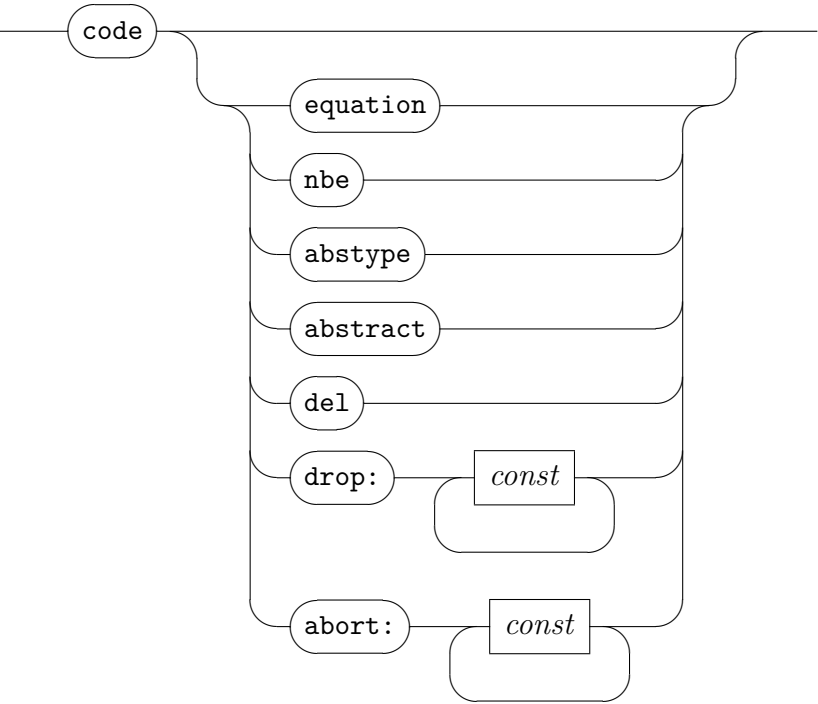 code
equation
nbe
abstype
abstract
del
drop: const
abort: const